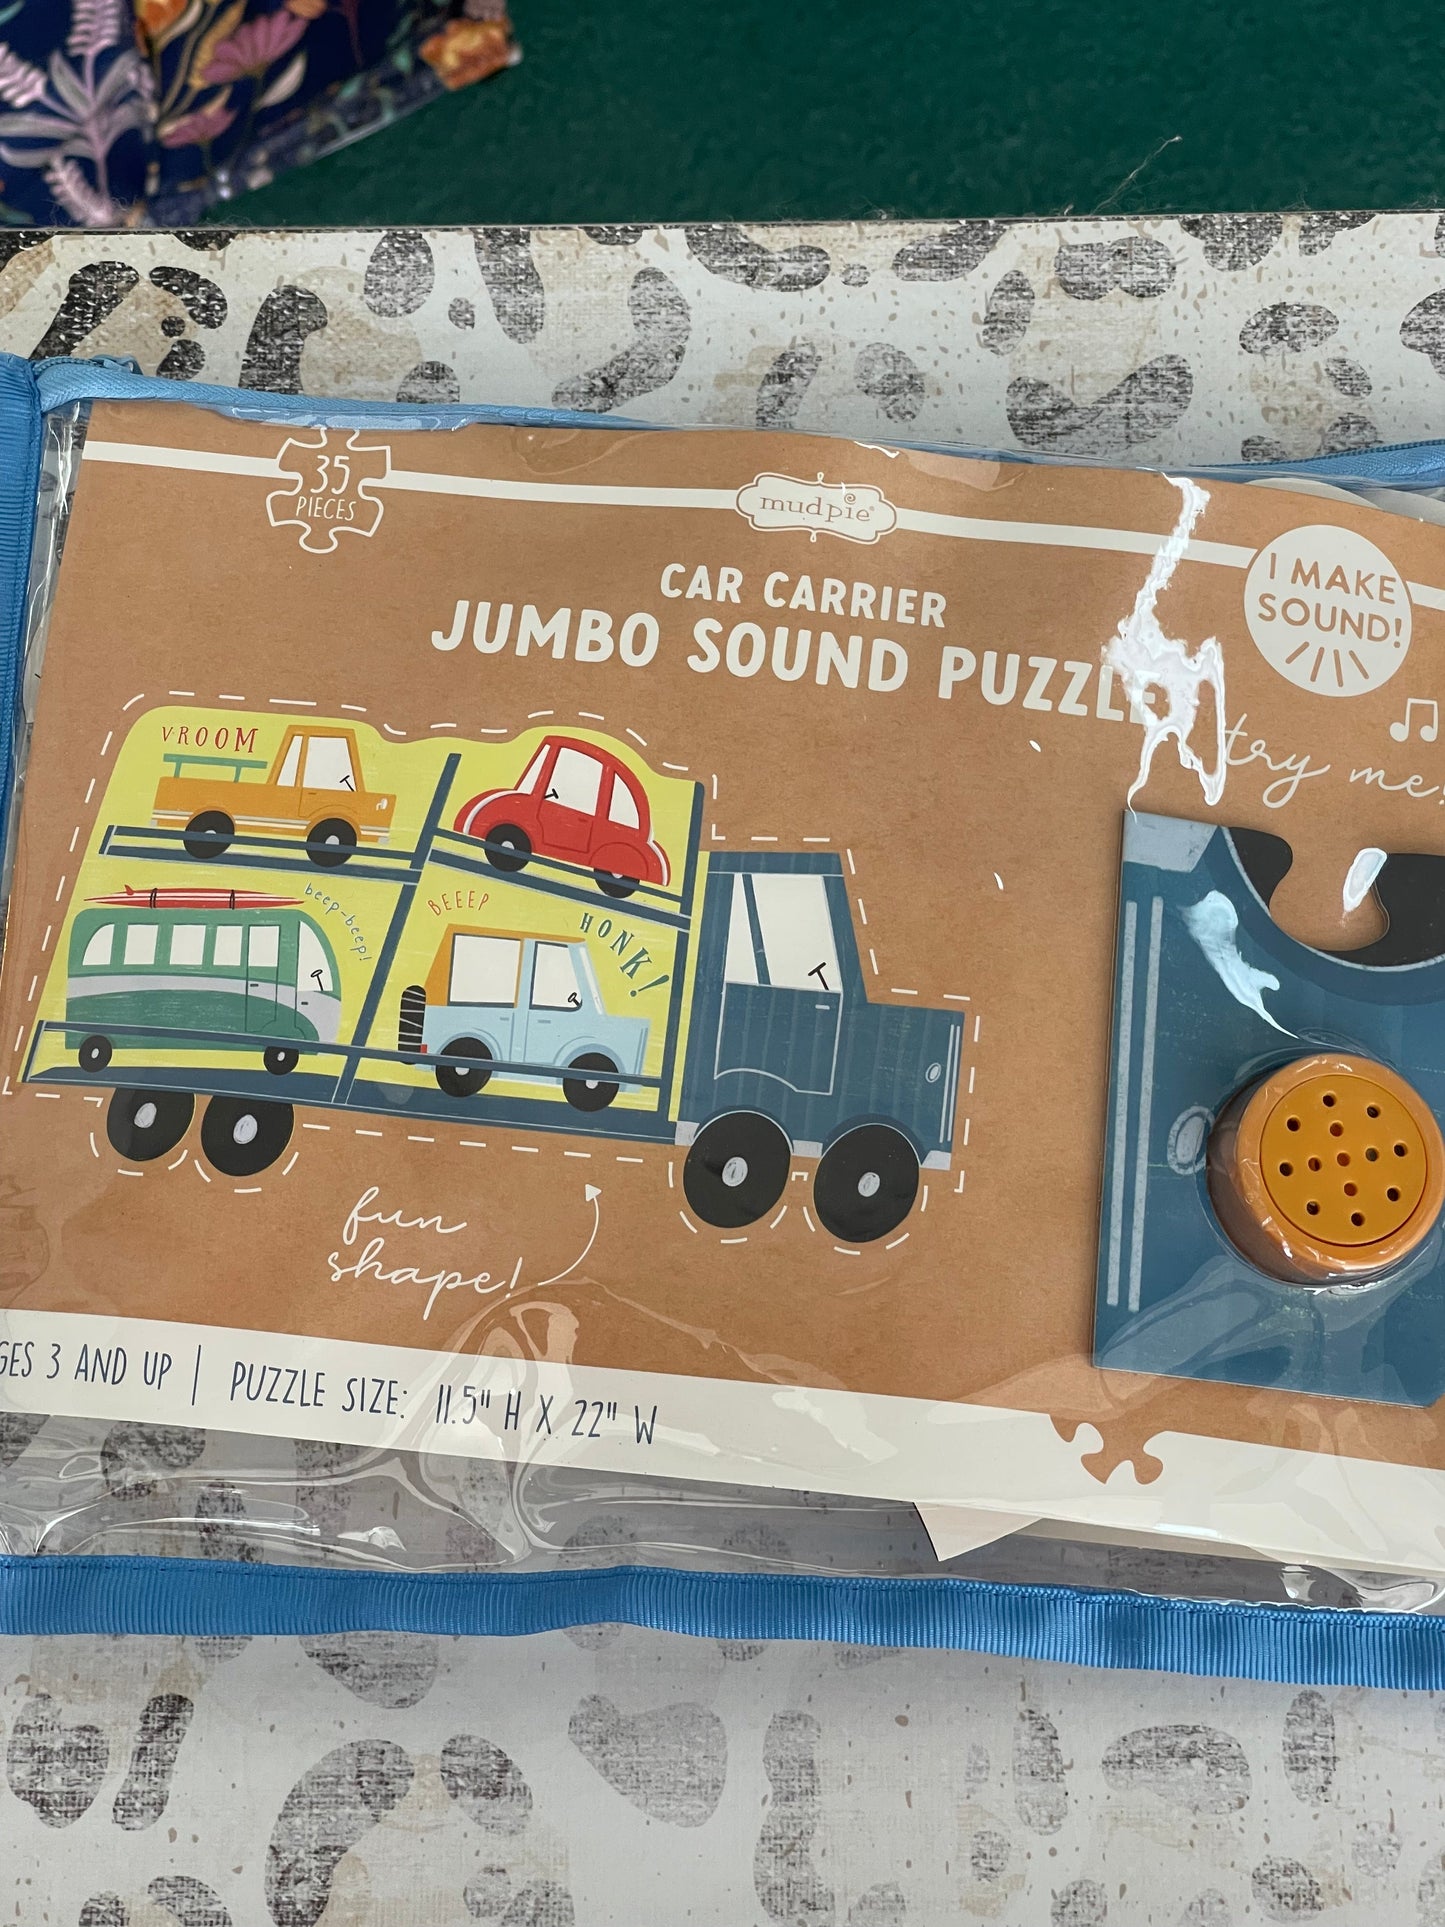 35
PIECES
mudpie®
CAR CARRIER
JUMBO SOUND PUZZLE
I MAKE
SOUND!
try me!
VROOM
beep-beep!
BEEEP
HONK!
fun
shape!
GES 3 AND UP | PUZZLE SIZE: 11.5" H X 22" W